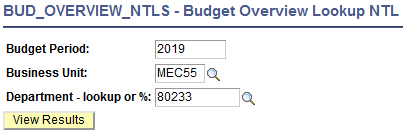 BUD_OVERVIEW_NTLS - Budget Overview Lookup NTL
Budget Period: 2019
Business Unit: MEC55
Department - lookup or %: 80233
View Results